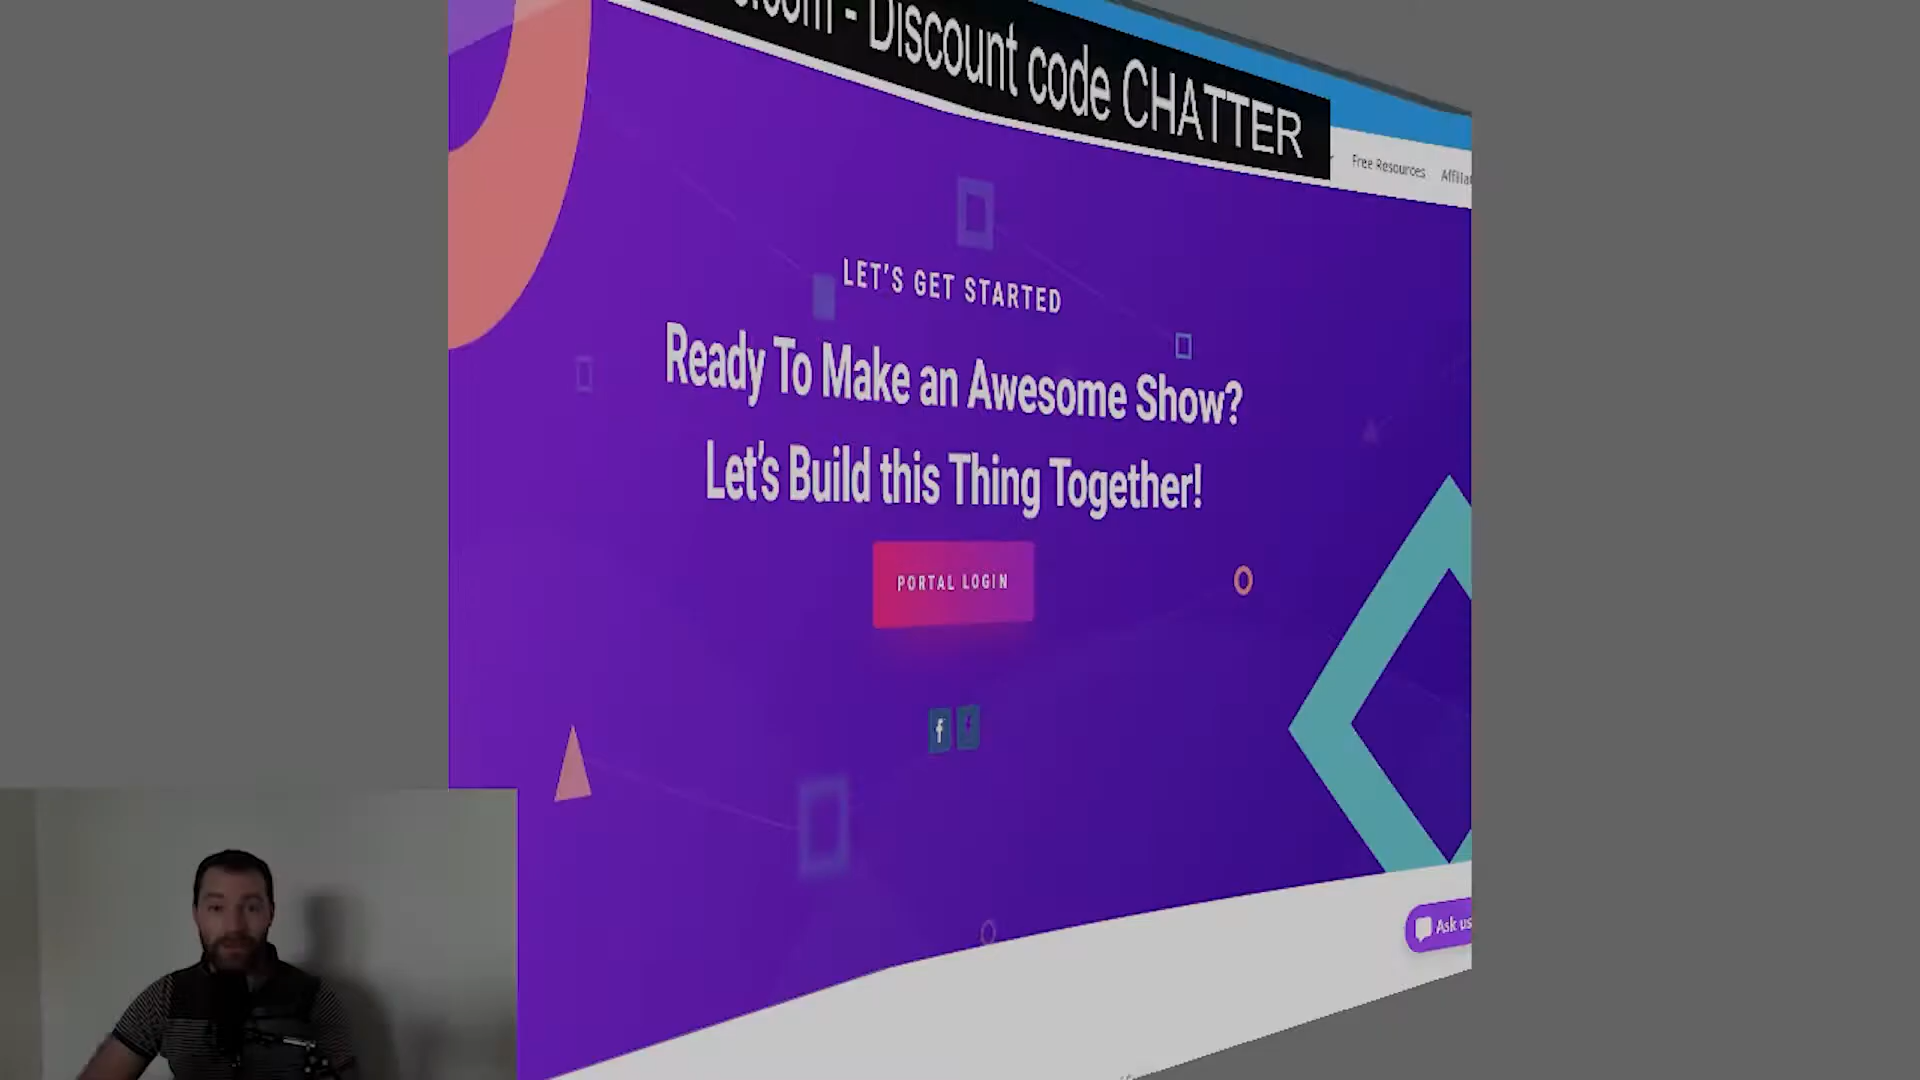 - Discount code CHATTER
Free Resources
LET'S GET STARTED
Ready To Make an Awesome Show?
Let's Build this Thing Together!
PORTAL LOGIN
Ask us